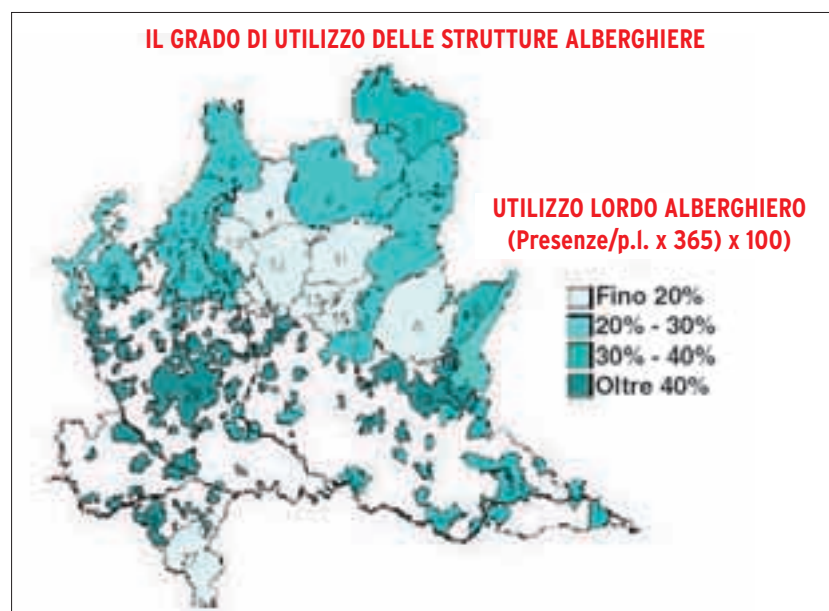 IL GRADO DI UTILIZZO DELLE STRUTTURE ALBERGHIERE
UTILIZZO LORDO ALBERGHIERO
(Presenze/p.l. x 365) x 100)
Fino 20%
20% - 30%
30% - 40%
Oltre 40%